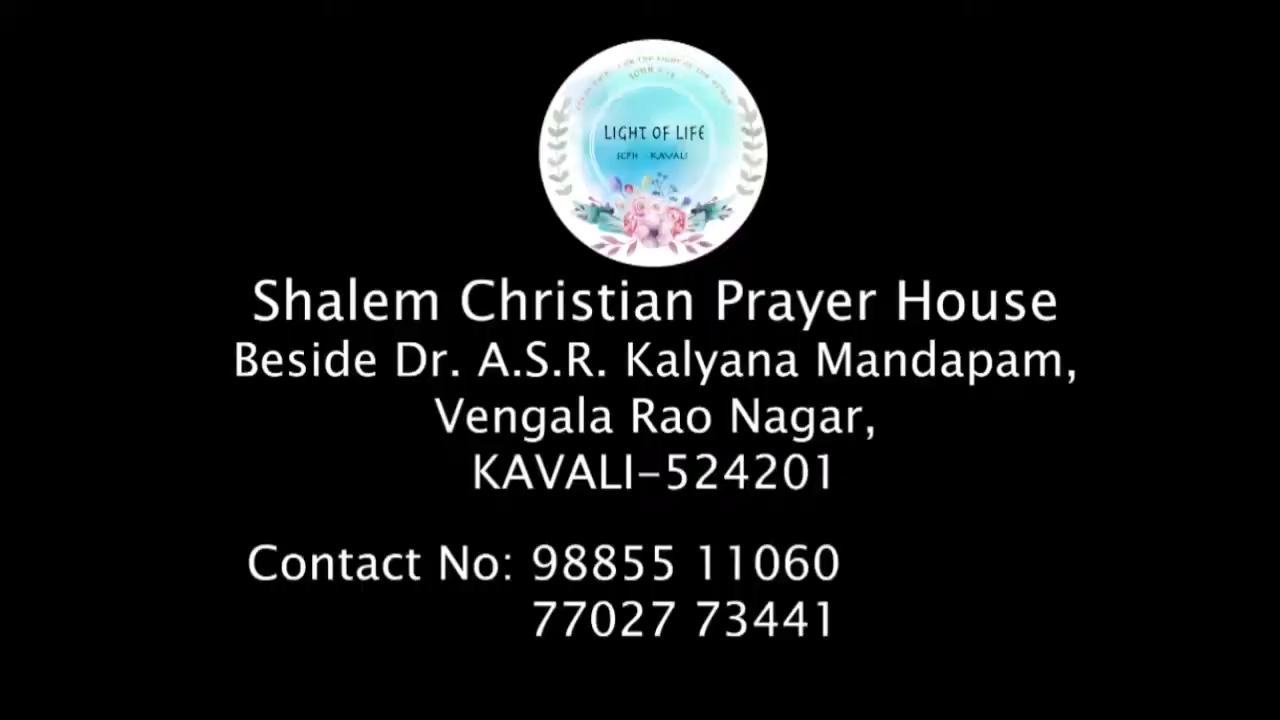 LIGHT OF LIFE
SCPH - KAVALI
Shalem Christian Prayer House
Beside Dr. A.S.R. Kalyana Mandapam,
Vengala Rao Nagar,
KAVALI-524201
Contact No: 98855 11060
77027 73441